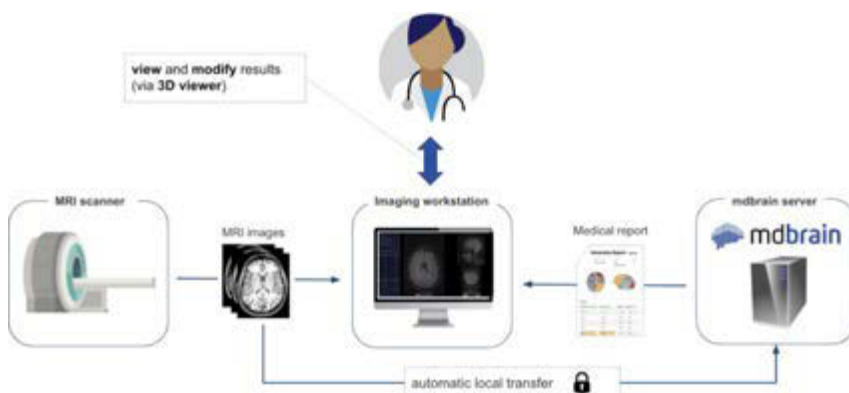 view and modify results
(via 3D viewer)
MRI scanner
Imaging workstation
mdbrain server
MRI images
Medical report
mdbrain
automatic local transfer